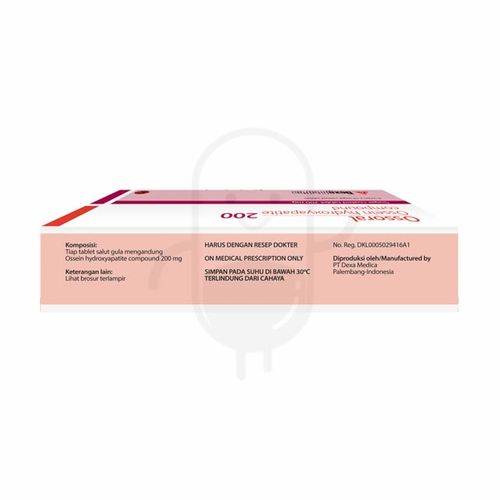 Ossoral
Ossein hydroxyapatite
compound
200
Komposisi:
Tiap tablet salut gula mengandung
Ossein hydroxyapatite compound 200 mg
Keterangan lain:
Lihat brosur terlampir
HARUS DENGAN RESEP DOKTER
ON MEDICAL PRESCRIPTION ONLY
SIMPAN PADA SUHU DI BAWAH 30°C
TERLINDUNG DARI CAHAYA
No. Reg. DKL0005029416A1
Diproduksi oleh/Manufactured by
PT Dexa Medica
Palembang-Indonesia